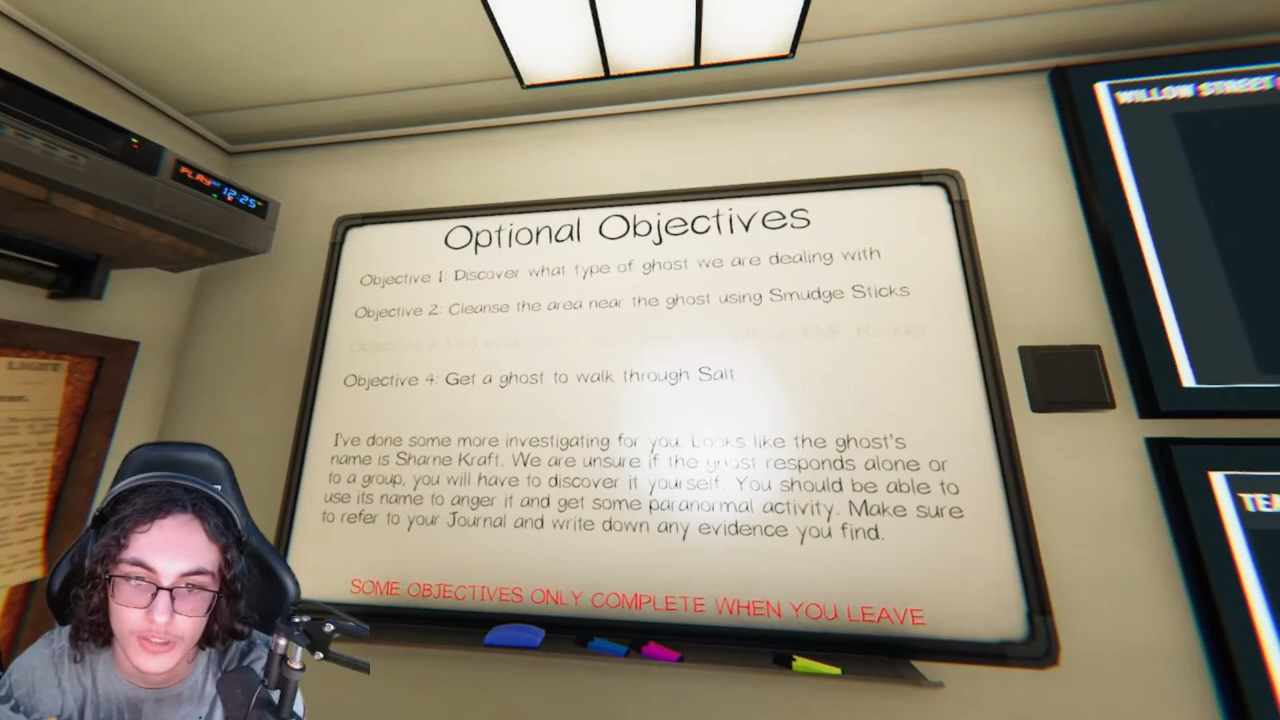 PLAY 12:25
WILLOW STREET
Optional Objectives
Objective 1: Discover what type of ghost we are dealing with
Objective 2: Cleanse the area near the ghost using Smudge Sticks
EMF Reader
Objective 4: Get a ghost to walk through Salt
I've done some more investigating for you. Looks like the ghost's
name is Sharne Kraft. We are unsure if the ghost responds alone or
to a group, you will have to discover it yourself. You should be able to
use its name to anger it and get some paranormal activity. Make sure
to refer to your Journal and write down any evidence you find.
SOME OBJECTIVES ONLY COMPLETE WHEN YOU LEAVE